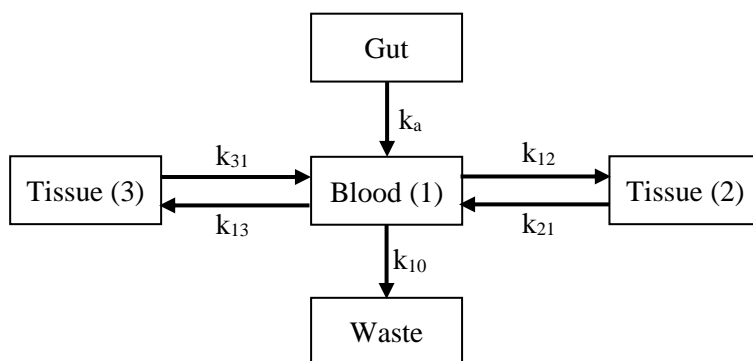 Gut
kₐ
k₃₁
k₁₂
Tissue (3)
Blood (1)
Tissue (2)
k₁₃
k₂₁
k₁₀
Waste